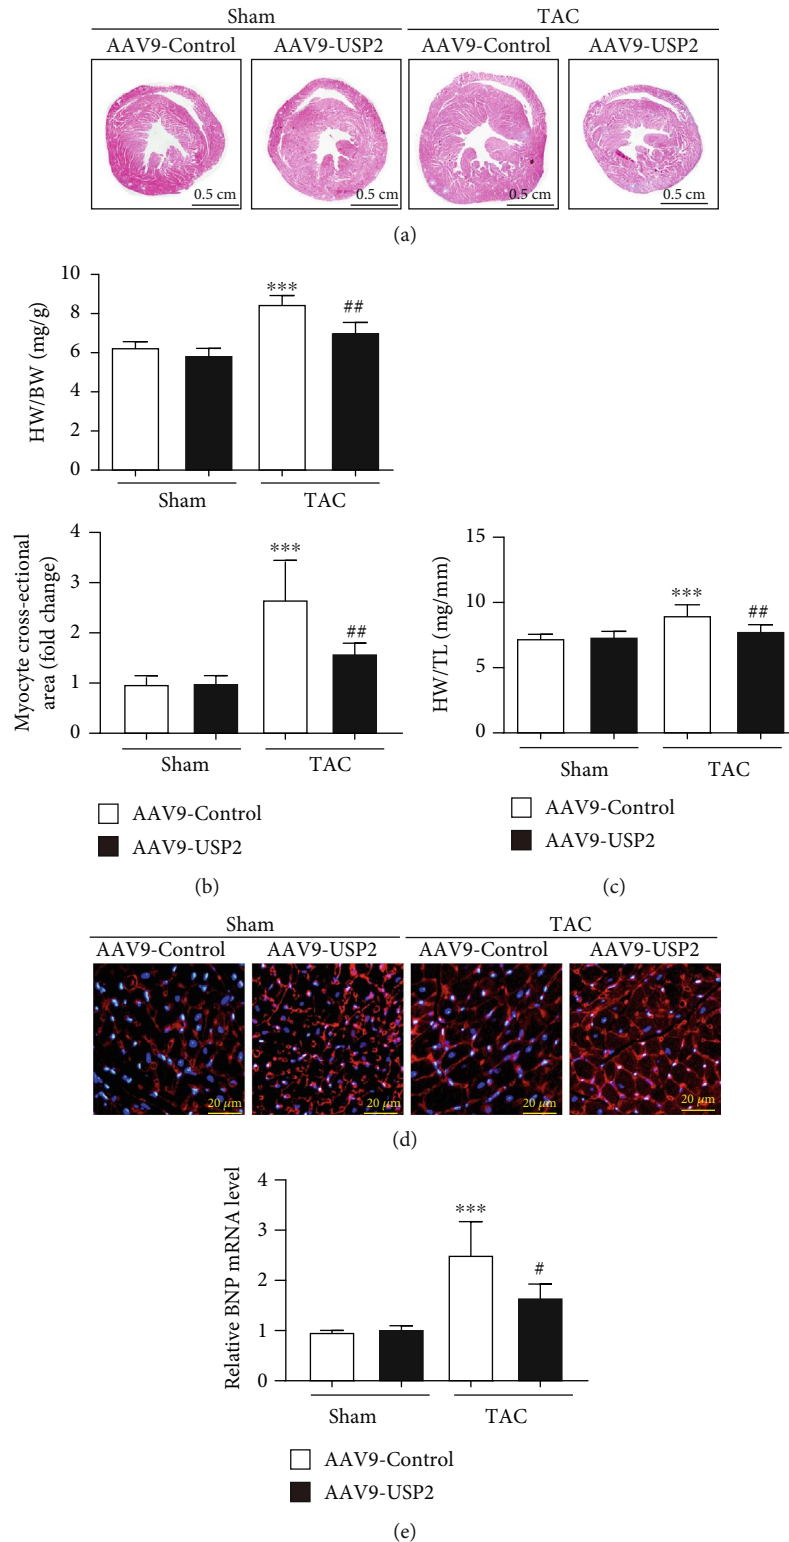 Sham TAC
AAV9-Control AAV9-USP2 AAV9-Control AAV9-USP2
0.5 cm 0.5 cm 0.5 cm 0.5 cm
(a)
HW/BW (mg/g)
10
8
6
4
2
0
***
##
Sham TAC
Myocyte cross-ectional
area (fold change)
4
3
2
1
0
***
##
Sham TAC
AAV9-Control
AAV9-USP2
(b)
HW/TL (mg/mm)
15
10
5
0
***
##
Sham TAC
AAV9-Control
AAV9-USP2
(c)
Sham TAC
AAV9-Control AAV9-USP2 AAV9-Control AAV9-USP2
20 μm 20 μm 20 μm 20 μm
(d)
Relative BNP mRNA level
4
3
2
1
0
***
#
Sham TAC
AAV9-Control
AAV9-USP2
(e)